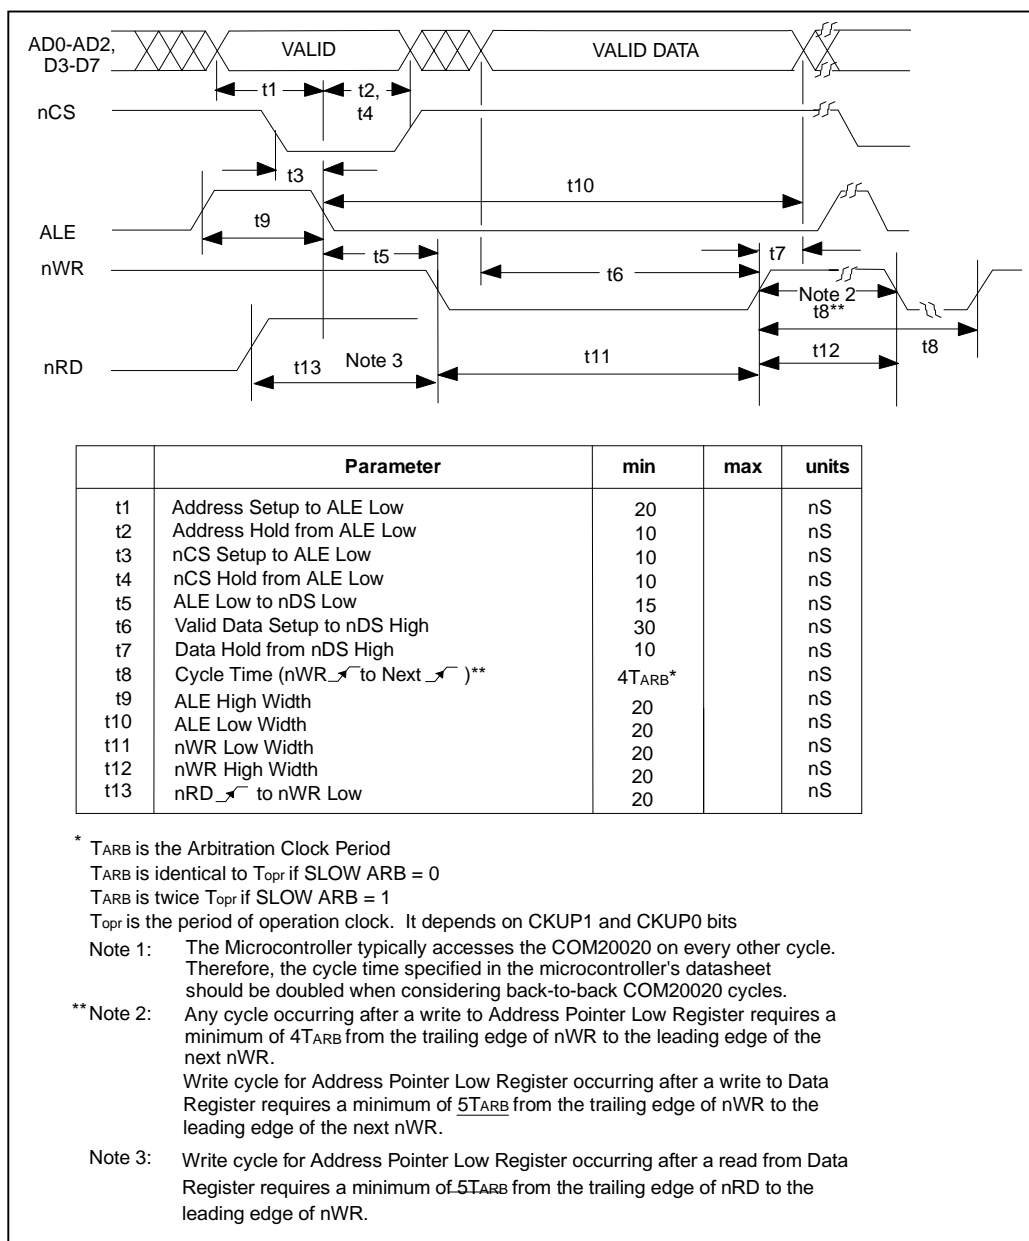 AD0-AD2,
D3-D7
VALID
VALID DATA
t1
t2,
t4
nCS
t3
t10
t9
ALE
t5
t7
nWR
t6
Note 2
t8**
t8
nRD
t13
Note 3
t11
t12
Parameter min max units
t1 Address Setup to ALE Low 20 nS
t2 Address Hold from ALE Low 10 nS
t3 nCS Setup to ALE Low 10 nS
t4 nCS Hold from ALE Low 10 nS
t5 ALE Low to nDS Low 15 nS
t6 Valid Data Setup to nDS High 30 nS
t7 Data Hold from nDS High 10 nS
t8 Cycle Time (nWR to Next )** 4TARB* nS
t9 ALE High Width 20 nS
t10 ALE Low Width 20 nS
t11 nWR Low Width 20 nS
t12 nWR High Width 20 nS
t13 nRD to nWR Low 20 nS
* TARB is the Arbitration Clock Period
TARB is identical to Topr if SLOW ARB = 0
TARB is twice Topr if SLOW ARB = 1
Topr is the period of operation clock. It depends on CKUP1 and CKUP0 bits
Note 1: The Microcontroller typically accesses the COM20020 on every other cycle.
Therefore, the cycle time specified in the microcontroller's datasheet
should be doubled when considering back-to-back COM20020 cycles.
**Note 2: Any cycle occurring after a write to Address Pointer Low Register requires a
minimum of 4TARB from the trailing edge of nWR to the leading edge of the
next nWR.
Write cycle for Address Pointer Low Register occurring after a write to Data
Register requires a minimum of 5TARB from the trailing edge of nWR to the
leading edge of the next nWR.
Note 3: Write cycle for Address Pointer Low Register occurring after a read from Data
Register requires a minimum of 5TARB from the trailing edge of nRD to the
leading edge of nWR.